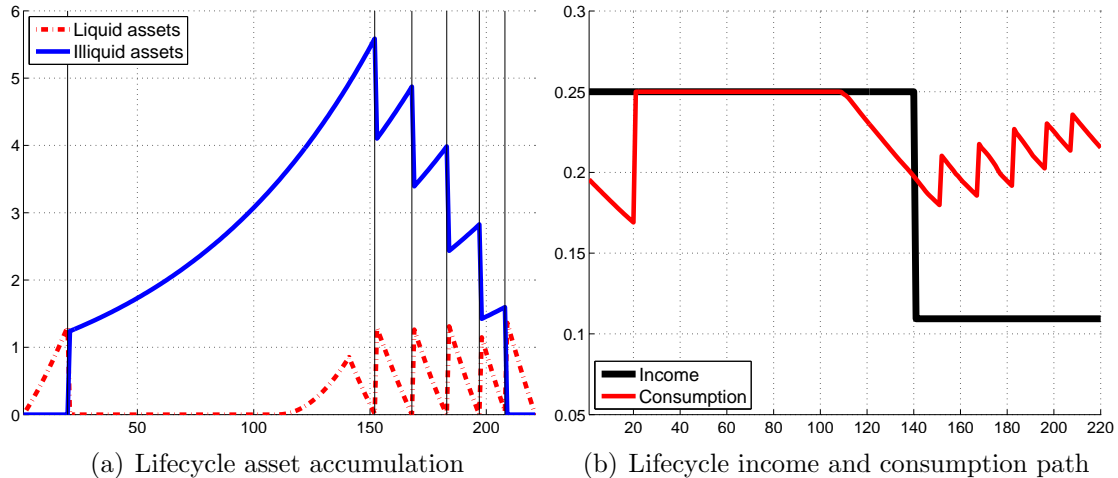 6
5
4
3
2
1
0
Liquid assets
Illiquid assets
50
100
150
200
(a) Lifecycle asset accumulation
0.3
0.25
0.2
0.15
0.1
0.05
Income
Consumption
20 40 60 80 100 120 140 160 180 200 220
(b) Lifecycle income and consumption path